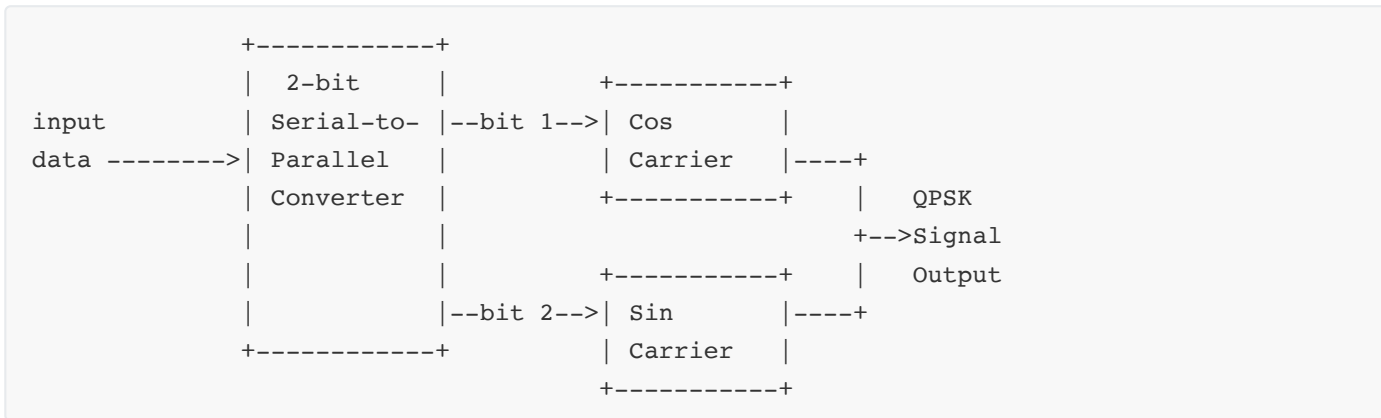 +------------+
              |  2-bit     |         +-----------+
input         | Serial-to- |--bit 1-->| Cos       |
data -------->| Parallel   |         | Carrier   |----+
              | Converter  |         +-----------+    |   QPSK
              |            |                          +-->Signal
              |            |         +-----------+    |   Output
              |            |--bit 2-->| Sin       |----+
              +------------+         | Carrier   |
                                     +-----------+